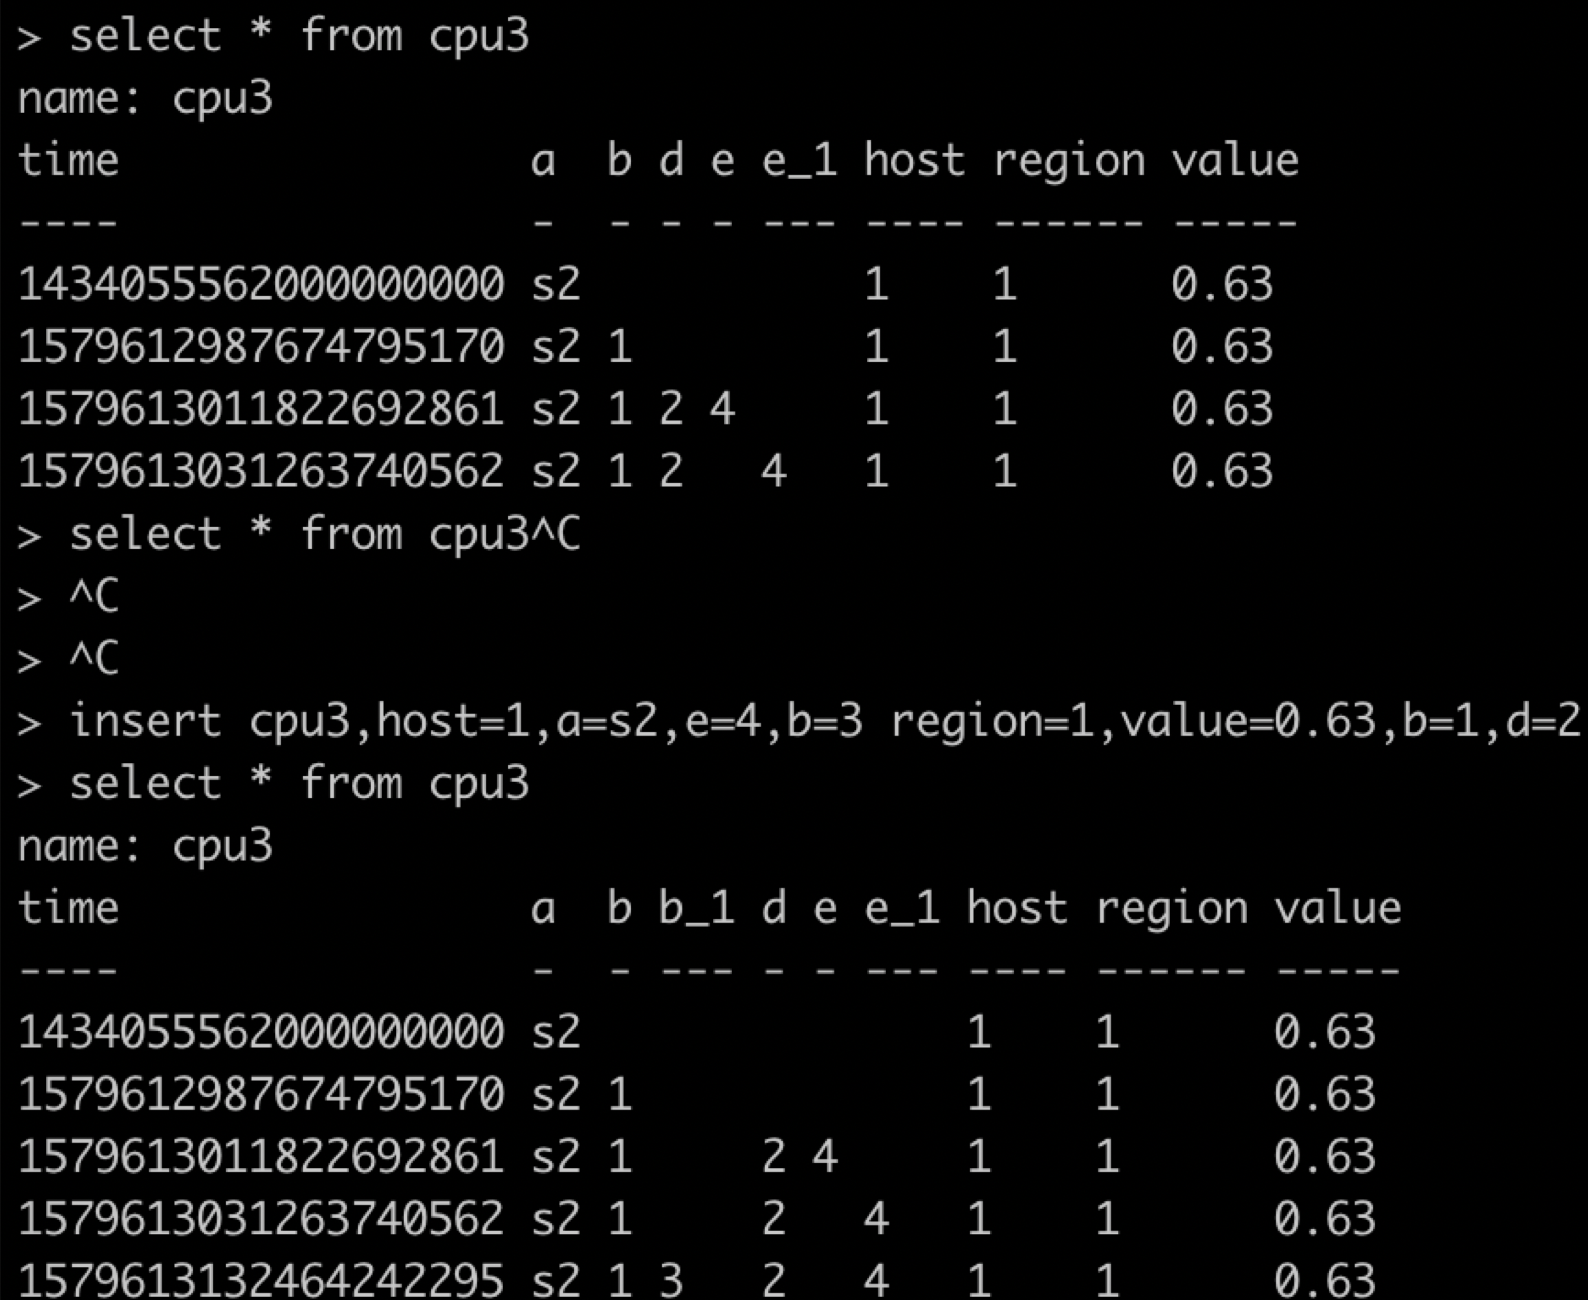 > select * from cpu3
name: cpu3
time                a  b d e e_1 host region value
----                -  - - - --- ---- ------ -----
1434055562000000000 s2           1    1      0.63
1579612987674795170 s2 1         1    1      0.63
1579613011822692861 s2 1 2 4     1    1      0.63
1579613031263740562 s2 1 2   4   1    1      0.63
> select * from cpu3^C
> ^C
> ^C
> insert cpu3,host=1,a=s2,e=4,b=3 region=1,value=0.63,b=1,d=2
> select * from cpu3
name: cpu3
time                a  b b_1 d e e_1 host region value
----                -  - --- - - --- ---- ------ -----
1434055562000000000 s2               1    1      0.63
1579612987674795170 s2 1             1    1      0.63
1579613011822692861 s2 1     2 4     1    1      0.63
1579613031263740562 s2 1     2   4   1    1      0.63
1579613132464242295 s2 1 3   2   4   1    1      0.63